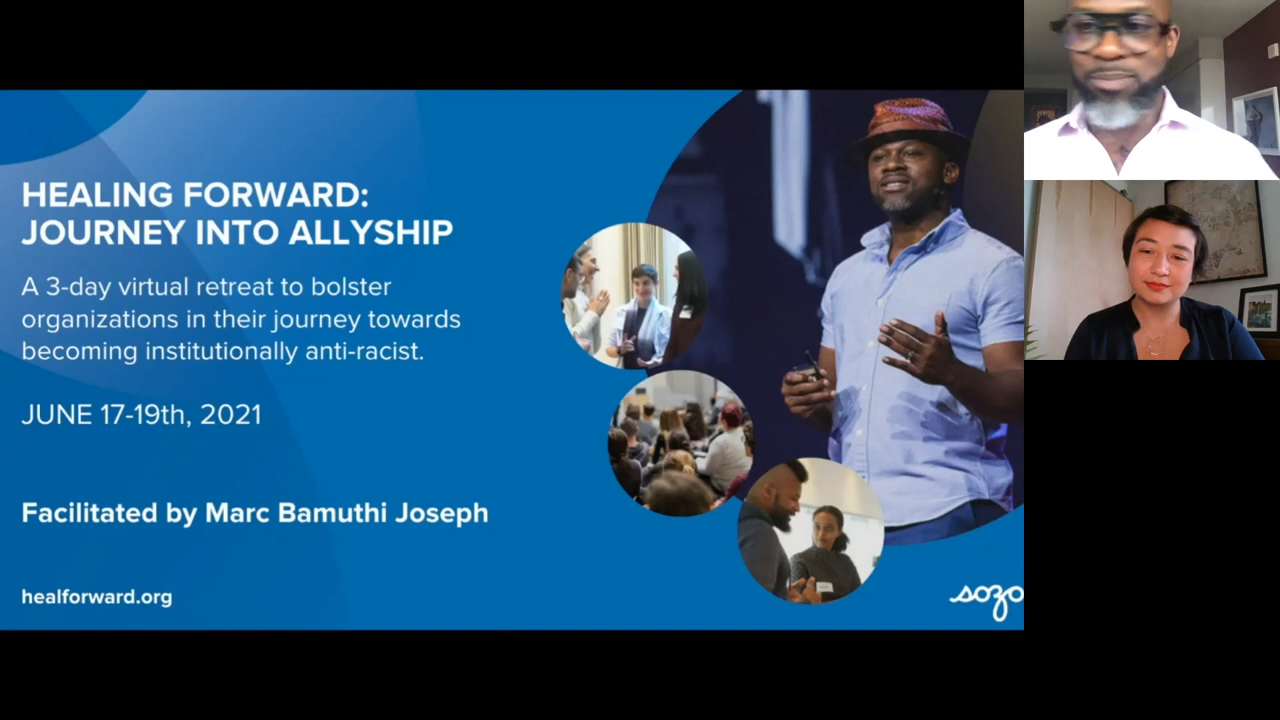 HEALING FORWARD:
JOURNEY INTO ALLYSHIP
A 3-day virtual retreat to bolster
organizations in their journey towards
becoming institutionally anti-racist.
JUNE 17-19th, 2021
Facilitated by Marc Bamuthi Joseph
healforward.org
sozo